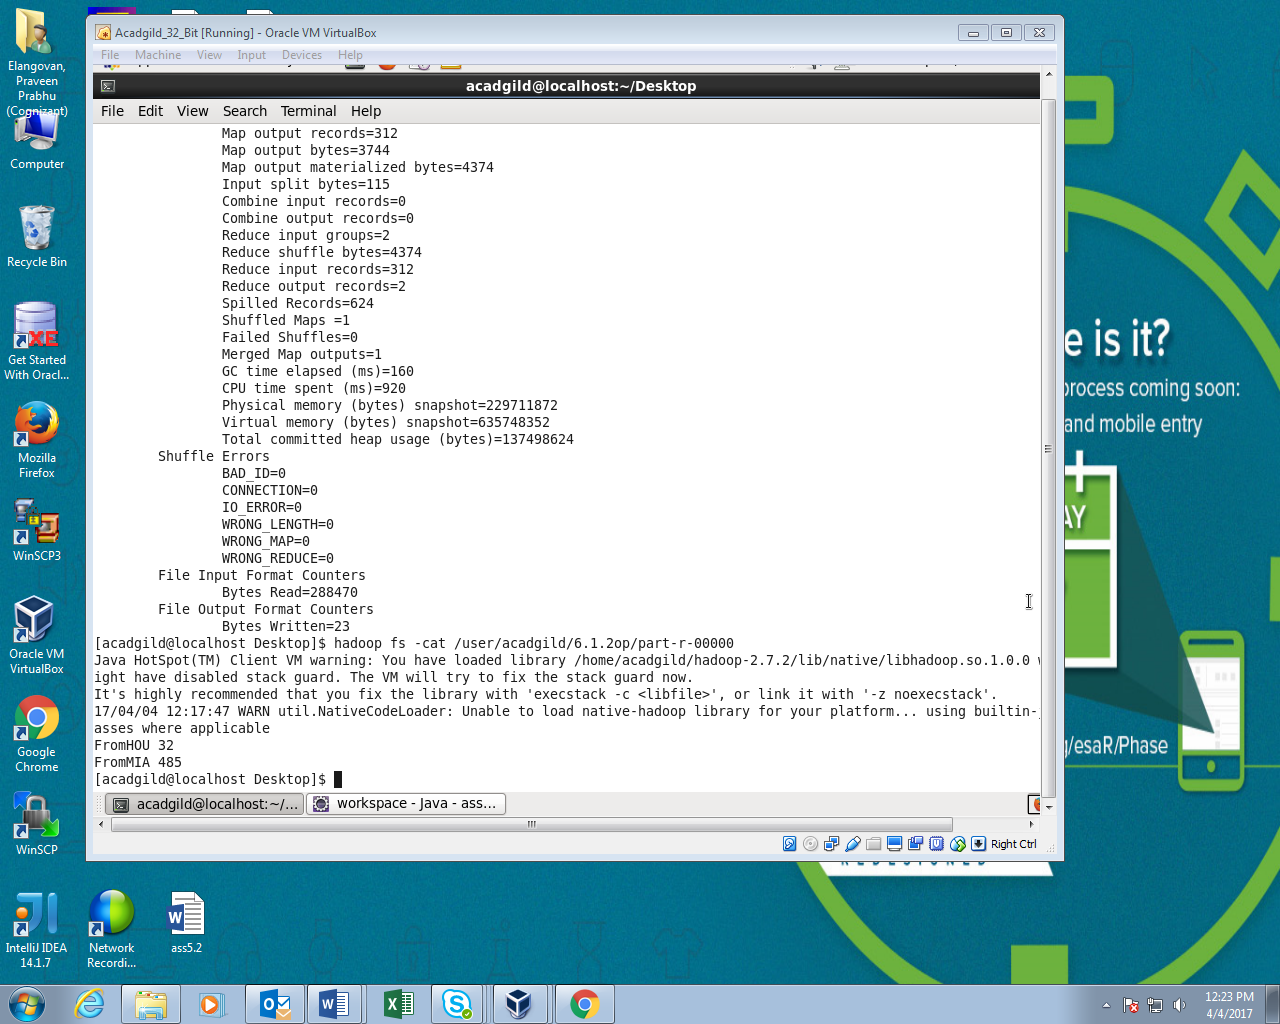 Acadgild_32_Bit [Running] - Oracle VM VirtualBox
File Machine View Input Devices Help
acadgild@localhost:~/Desktop
File Edit View Search Terminal Help
Map output records=312
Map output bytes=3744
Map output materialized bytes=4374
Input split bytes=115
Combine input records=0
Combine output records=0
Reduce input groups=2
Reduce shuffle bytes=4374
Reduce input records=312
Reduce output records=2
Spilled Records=624
Shuffled Maps =1
Failed Shuffles=0
Merged Map outputs=1
GC time elapsed (ms)=160
CPU time spent (ms)=920
Physical memory (bytes) snapshot=229711872
Virtual memory (bytes) snapshot=635748352
Total committed heap usage (bytes)=137498624
Shuffle Errors
BAD_ID=0
CONNECTION=0
IO_ERROR=0
WRONG_LENGTH=0
WRONG_MAP=0
WRONG_REDUCE=0
File Input Format Counters
Bytes Read=288470
File Output Format Counters
Bytes Written=23
[acadgild@localhost Desktop]$ hadoop fs -cat /user/acadgild/6.1.2op/part-r-00000
Java HotSpot(TM) Client VM warning: You have loaded library /home/acadgild/hadoop-2.7.2/lib/native/libhadoop.so.1.0.0
ight have disabled stack guard. The VM will try to fix the stack guard now.
It's highly recommended that you fix the library with 'execstack -c <libfile>', or link it with '-z noexecstack'.
17/04/04 12:17:47 WARN util.NativeCodeLoader: Unable to load native-hadoop library for your platform... using builtin-
asses where applicable
FromHOU 32
FromMIA 485
[acadgild@localhost Desktop]$
acadgild@localhost:~/...
workspace - Java - ass...
Right Ctrl
Elangovan,
Praveen
Prabhu
(Cognizant)
Computer
Recycle Bin
XE
Get Started
With Oracl...
Mozilla
Firefox
WinSCP3
Oracle VM
VirtualBox
Google
Chrome
WinSCP
IntelliJ IDEA
14.1.7
Network
Recordi...
ass5.2
e is it?
process coming soon:
and mobile entry
AY
g/esaR/Phase
12:23 PM
4/4/2017